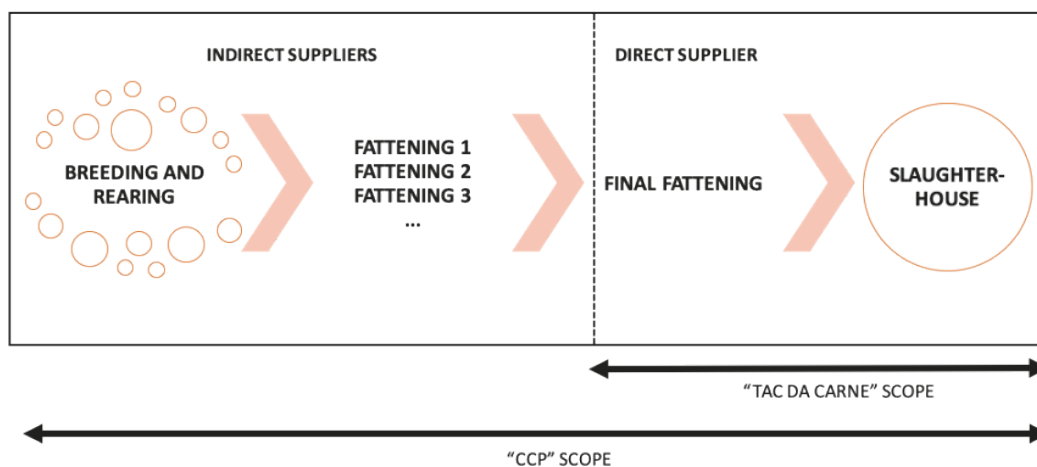 INDIRECT SUPPLIERS
DIRECT SUPPLIER
BREEDING AND
REARING
FATTENING 1
FATTENING 2
FATTENING 3
...
FINAL FATTENING
SLAUGHTER-
HOUSE
“TAC DA CARNE” SCOPE
“CCP” SCOPE